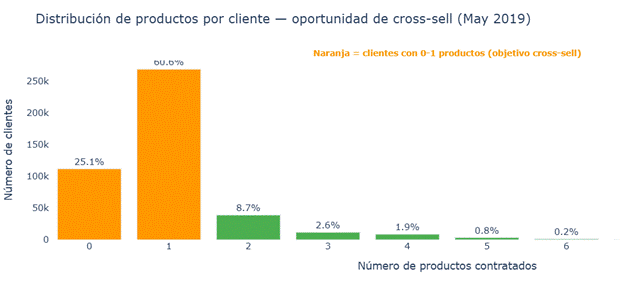 Distribución de productos por cliente — oportunidad de cross-sell (May 2019)
Naranja = clientes con 0-1 productos (objetivo cross-sell)
Número de clientes
250k
200k
150k
100k
50k
0
25.1%
60.6%
8.7%
2.6%
1.9%
0.8%
0.2%
0 1 2 3 4 5 6
Número de productos contratados